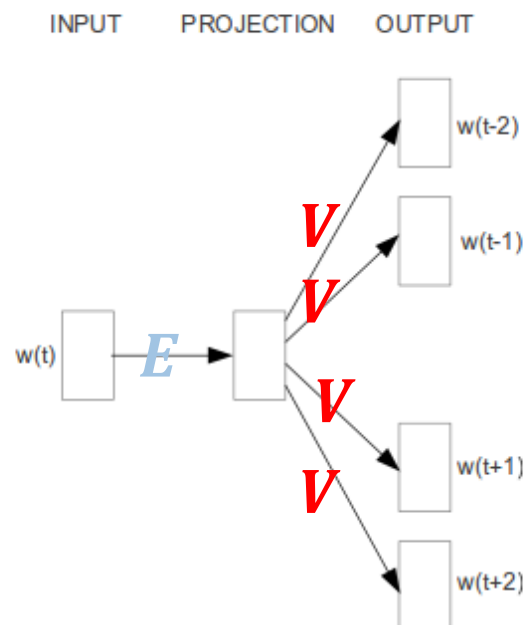 INPUT PROJECTION OUTPUT
w(t-2)
V
w(t-1)
V
w(t) E
V
w(t+1)
V
w(t+2)